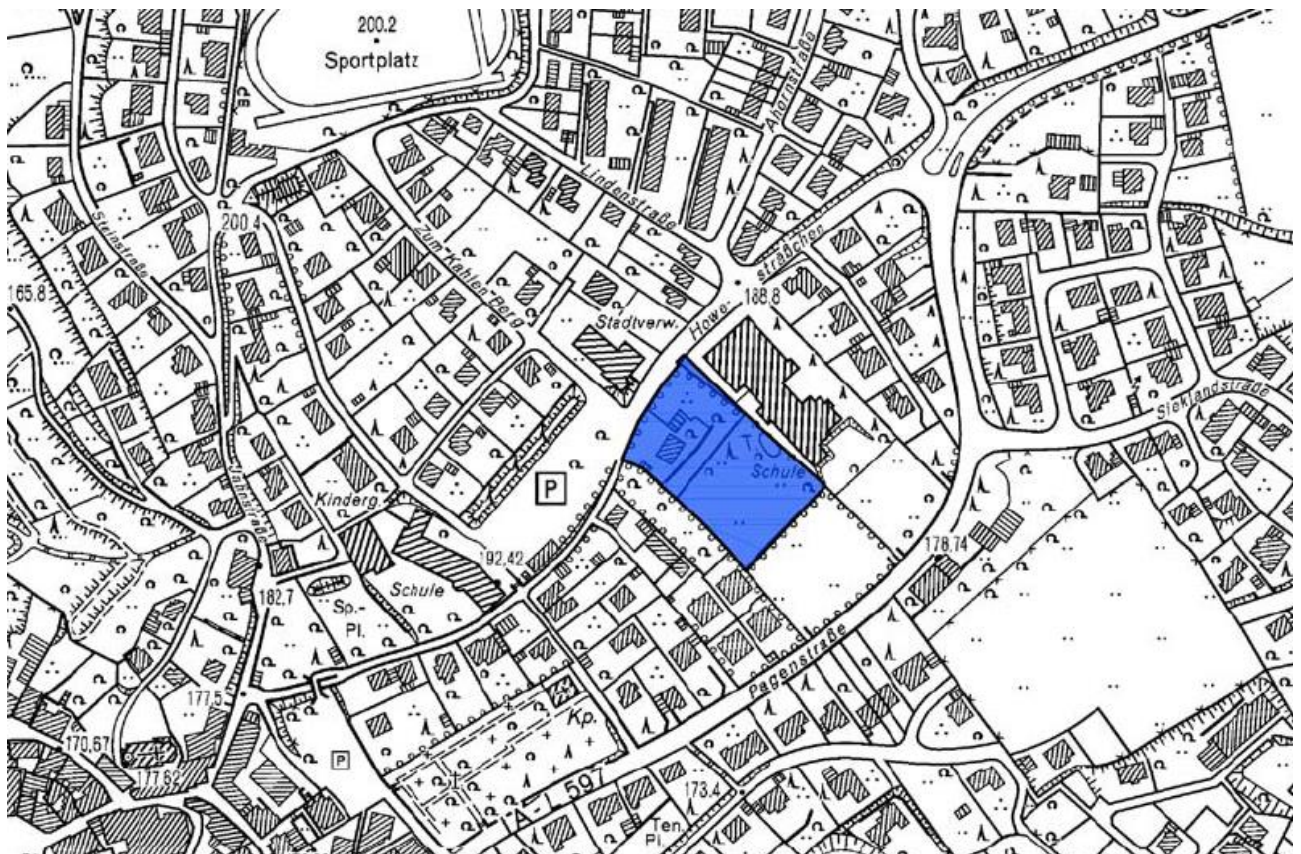 200.2
Sportplatz
Ahornstraße
Lindenstraße
200.4
Steinstraße
Zum-Kahlen Berg
165.8
sträßchen
188.8
Howe-
Stadtverw.
Sieklandstraße
T.
Schule
P
Jahnstraße
Kinderg.
192,42
178,74
Schule
182,7
Sp.-
Pl.
Pagenstraße
177,5
Kp.
170,67
P
177.62
L 597
173.4
Ten.
Pl.